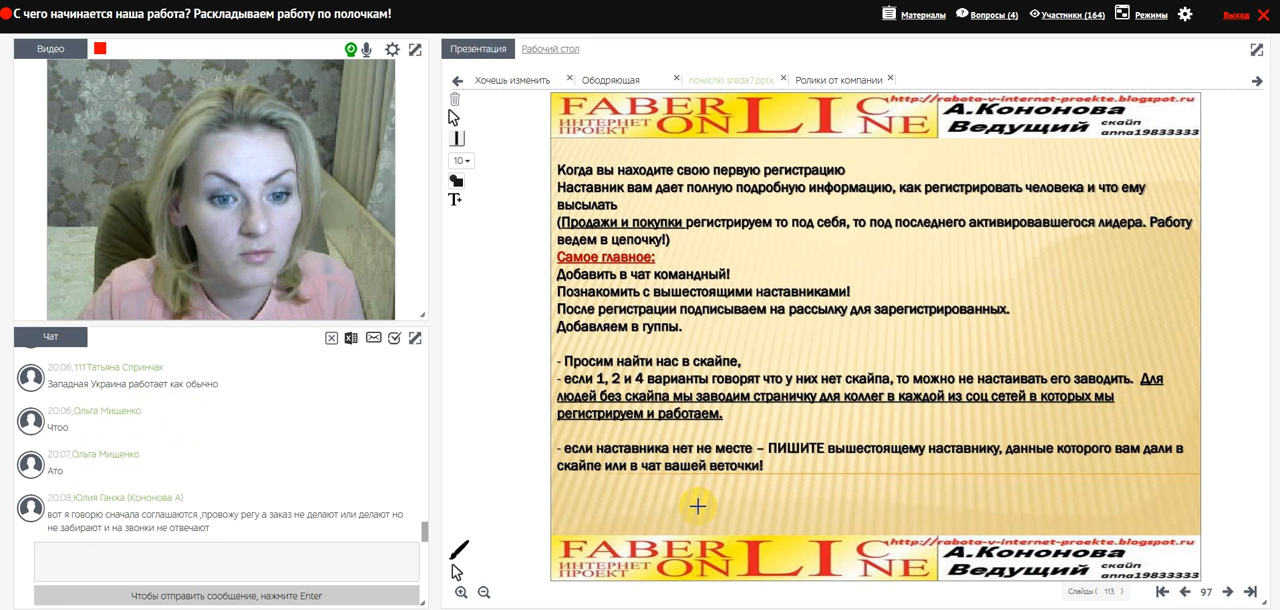 С чего начинается наша работа? Раскладываем работу по полочкам!
Материалы
Вопросы (4)
Участники (164)
Режимы
Выход
Видео
Презентация
Рабочий стол
Хочешь изменить
Ободряющая
nowichki sreda7.pptx
Ролики от компании
10
T+
FABER CONLINE
ИНТЕРНЕТ
ПРОЕКТ
http://rabota-v-internet-proekte.blogspot.ru
А.Кононова
Ведущий
скайп
anna19833333
Когда вы находите свою первую регистрацию
Наставник вам дает полную подробную информацию, как регистрировать человека и что ему
высылать
(Продажи и покупки регистрируем то под себя, то под последнего активировавшегося лидера. Работу
ведем в цепочку!)
Самое главное:
Добавить в чат командный!
Познакомить с вышестоящими наставниками!
После регистрации подписываем на рассылку для зарегистрированных.
Добавляем в гуппы.
- Просим найти нас в скайпе,
- если 1, 2 и 4 варианты говорят что у них нет скайпа, то можно не настаивать его заводить. Для
людей без скайпа мы заводим страничку для коллег в каждой из соц сетей в которых мы
регистрируем и работаем.
- если наставника нет не месте – ПИШИТЕ вышестоящему наставнику, данные которого вам дали в
скайпе или в чат вашей веточки!
FABER CONLINE
ИНТЕРНЕТ
ПРОЕКТ
http://rabota-v-internet-proekte.blogspot.ru
А.Кононова
Ведущий
скайп
anna19833333
Слайды ( 113 )
97
Чат
20:06,111Татьяна Спринчак
Западная Украина работает как обычно
20:06,Ольга Мищенко
Чтоо
20:07,Ольга Мищенко
Ато
20:08,Юлия Ганжа (Кононова А)
вот я говорю сначала соглашаются ,провожу регу а заказ не делают или делают но
не забирают и на звонки не отвечают
Чтобы отправить сообщение, нажмите Enter